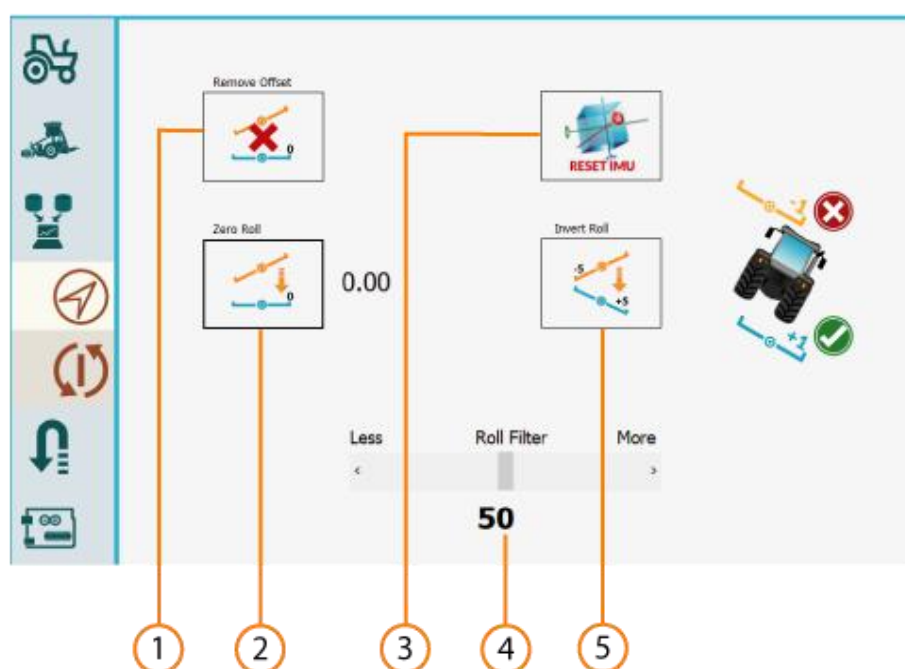 Remove Offset
0
RESET IMU
Zero Roll
0
0.00
Invert Roll
-5
+5
-1
+1
Less Roll Filter More
< >
50
1 2 3 4 5